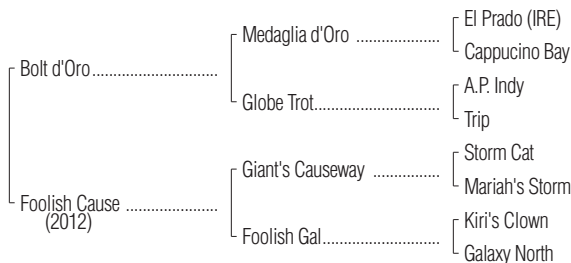 Bolt d'Oro
Foolish Cause
(2012)
Medaglia d'Oro
Globe Trot
Giant's Causeway
Foolish Gal
El Prado (IRE)
Cappucino Bay
A.P. Indy
Trip
Storm Cat
Mariah's Storm
Kiri's Clown
Galaxy North